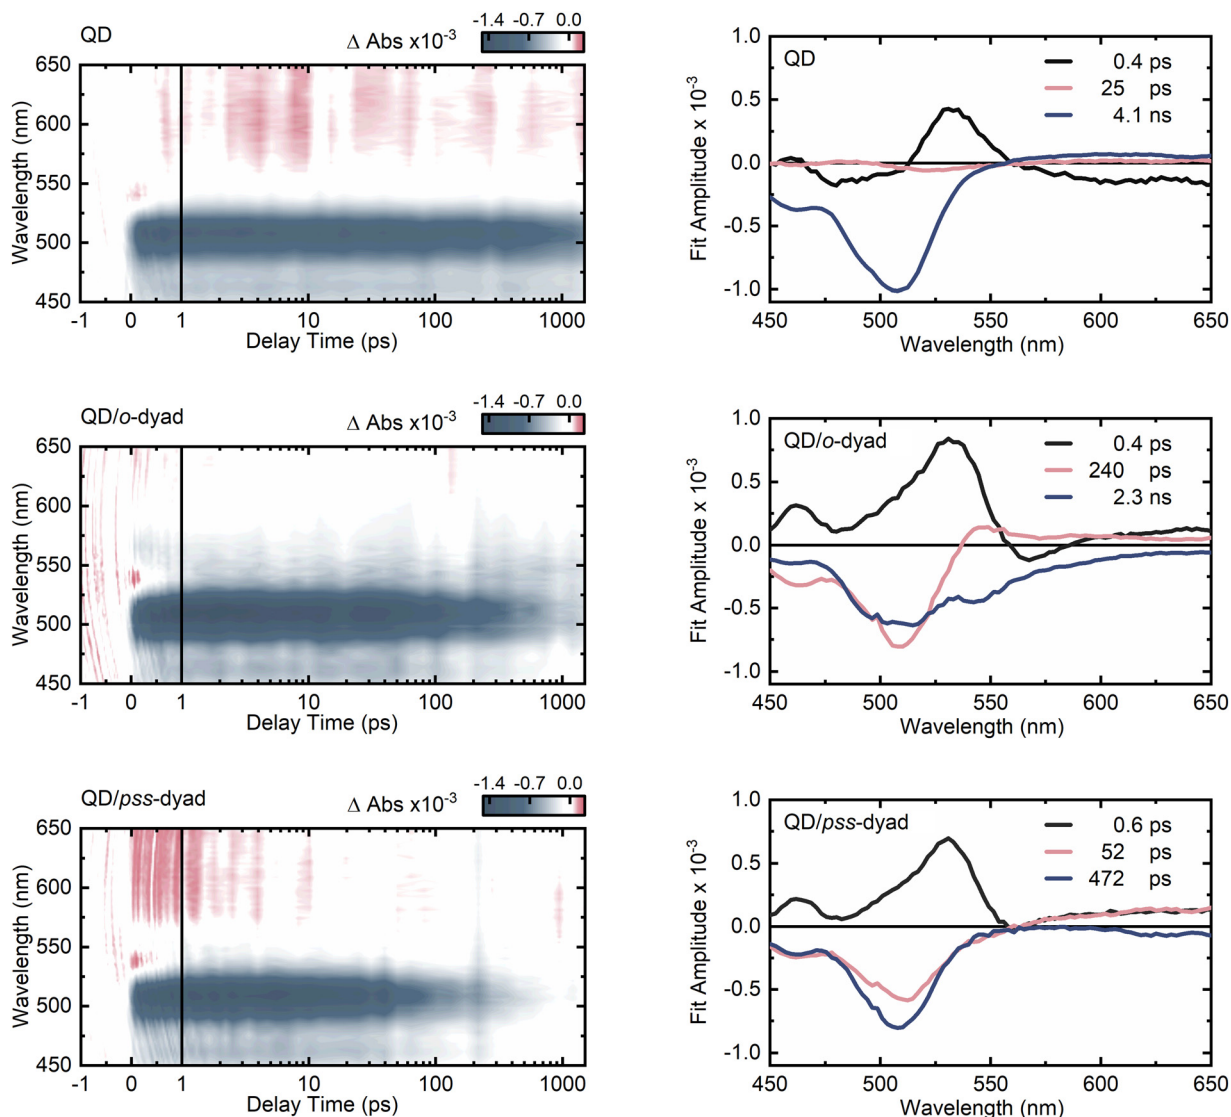 QD
Δ Abs x10-3
-1.4 -0.7 0.0
650
600
550
500
450
Wavelength (nm)
-1 0 1 10 100 1000
Delay Time (ps)
QD
0.4 ps
25 ps
4.1 ns
1.0
0.5
0.0
-0.5
-1.0
Fit Amplitude x 10-3
450 500 550 600 650
Wavelength (nm)
QD/o-dyad
Δ Abs x10-3
-1.4 -0.7 0.0
650
600
550
500
450
Wavelength (nm)
-1 0 1 10 100 1000
Delay Time (ps)
QD/o-dyad
0.4 ps
240 ps
2.3 ns
1.0
0.5
0.0
-0.5
-1.0
Fit Amplitude x 10-3
450 500 550 600 650
Wavelength (nm)
QD/pss-dyad
Δ Abs x10-3
-1.4 -0.7 0.0
650
600
550
500
450
Wavelength (nm)
-1 0 1 10 100 1000
Delay Time (ps)
QD/pss-dyad
0.6 ps
52 ps
472 ps
1.0
0.5
0.0
-0.5
-1.0
Fit Amplitude x 10-3
450 500 550 600 650
Wavelength (nm)